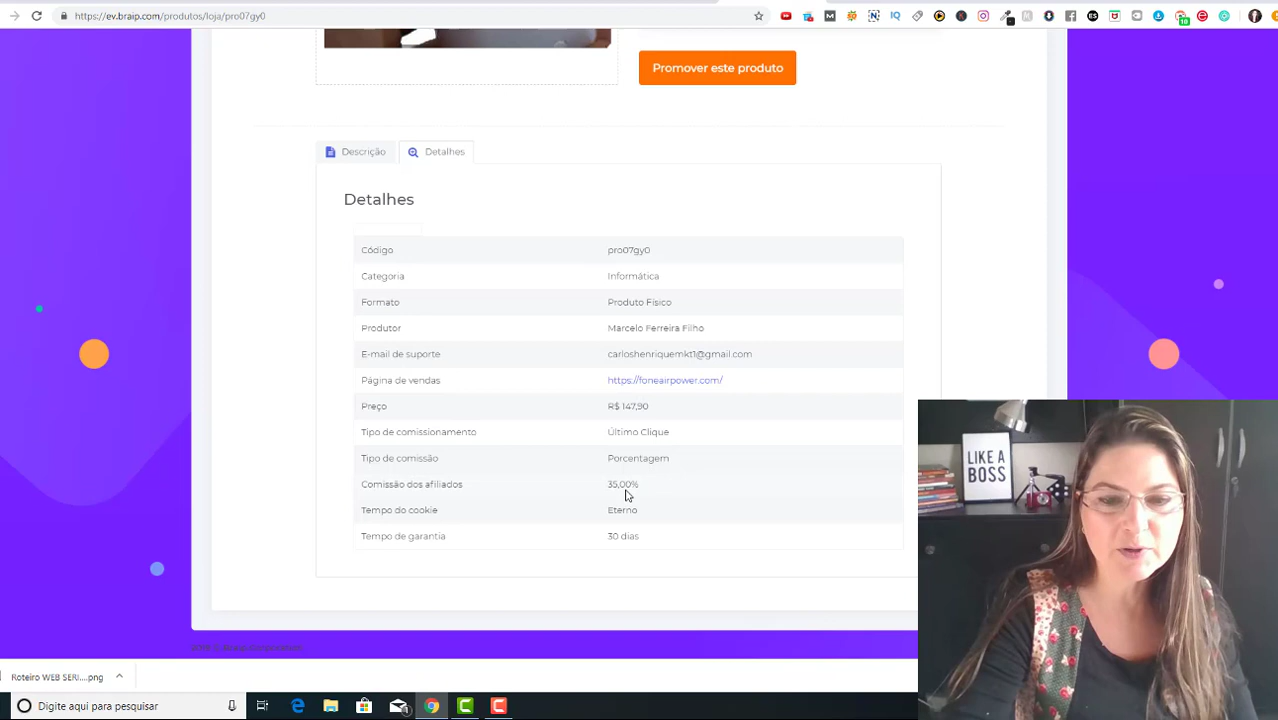 https://ev.braip.com/produtos/loja/pro07gy0
Promover este produto
Descrição
Detalhes
Detalhes
Código pro07gy0
Categoria Informática
Formato Produto Físico
Produtor Marcelo Ferreira Filho
E-mail de suporte carloshenriquemkt1@gmail.com
Página de vendas https://foneairpower.com/
Preço R$ 147,90
Tipo de comissionamento Último Clique
Tipo de comissão Porcentagem
Comissão dos afiliados 35,00%
Tempo do cookie Eterno
Tempo de garantia 30 dias
LIKE A
BOSS
Roteiro WEB SERI....png
Digite aqui para pesquisar